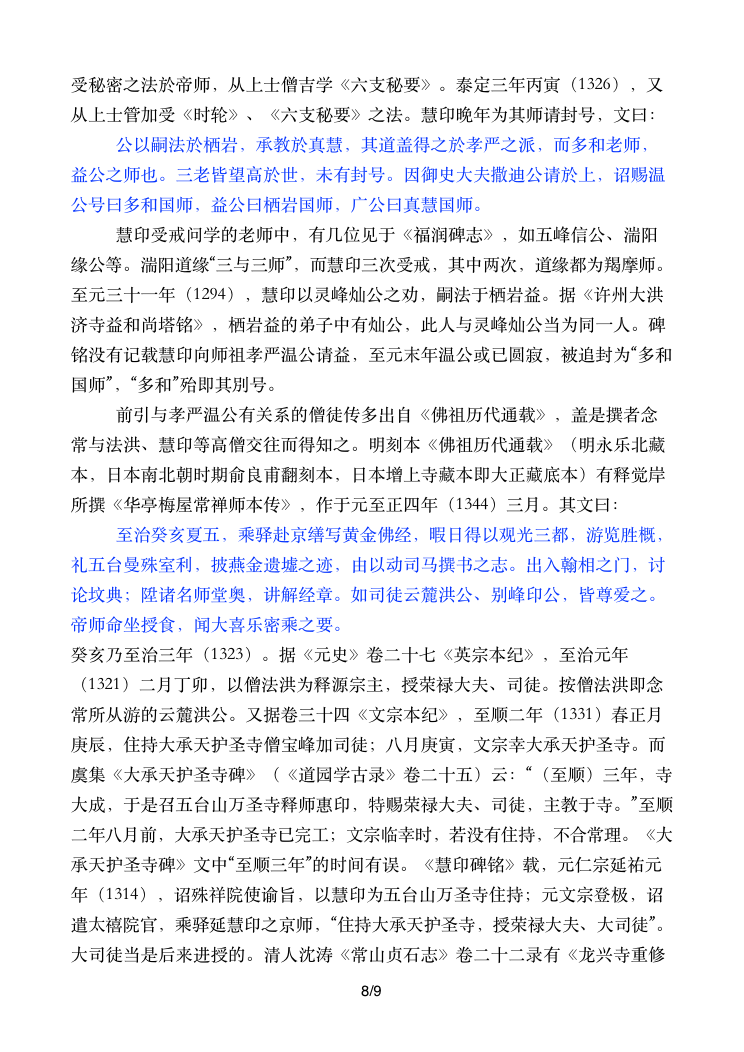 受秘密之法於帝师，从上士僧吉学《六支秘要》。泰定三年丙寅（1326），又
从上士管加受《时轮》、《六支秘要》之法。慧印晚年为其师请封号，文曰：
公以嗣法於栖岩，承教於真慧，其道盖得之於孝严之派，而多和老师，
益公之师也。三老皆望高於世，未有封号。因御史大夫撒迪公请於上，诏赐温
公号曰多和国师，益公曰栖岩国师，广公曰真慧国师。
慧印受戒问学的老师中，有几位见于《福润碑志》，如五峰信公、湍阳
缘公等。湍阳道缘“三与三师”，而慧印三次受戒，其中两次，道缘都为羯摩师。
至元三十一年（1294），慧印以灵峰灿公之劝，嗣法于栖岩益。据《许州大洪
济寺益和尚塔铭》，栖岩益的弟子中有灿公，此人与灵峰灿公当为同一人。碑
铭没有记载慧印向师祖孝严温公请益，至元末年温公或已圆寂，被追封为“多和
国师”，“多和”殆即其别号。
前引与孝严温公有关系的僧徒传多出自《佛祖历代通载》，盖是撰者念
常与法洪、慧印等高僧交往而得知之。明刻本《佛祖历代通载》（明永乐北藏
本，日本南北朝时期俞良甫翻刻本，日本增上寺藏本即大正藏底本）有释觉岸
所撰《华亭梅屋常禅师本传》，作于元至正四年（1344）三月。其文曰：
至治癸亥夏五，乘驿赴京缮写黄金佛经，暇日得以观光三都，游览胜概，
礼五台曼殊室利，披燕金遗墟之迹，由以动司马撰书之志。出入翰相之门，讨
论坟典；陞诸名师堂奥，讲解经章。如司徒云麓洪公、别峰印公，皆尊爱之。
帝师命坐授食，闻大喜乐密乘之要。
癸亥乃至治三年（1323）。据《元史》卷二十七《英宗本纪》，至治元年
（1321）二月丁卯，以僧法洪为释源宗主，授荣禄大夫、司徒。按僧法洪即念
常所从游的云麓洪公。又据卷三十四《文宗本纪》，至顺二年（1331）春正月
庚辰，住持大承天护圣寺僧宝峰加司徒；八月庚寅，文宗幸大承天护圣寺。而
虞集《大承天护圣寺碑》（《道园学古录》卷二十五）云：“（至顺）三年，寺
大成，于是召五台山万圣寺释师惠印，特赐荣禄大夫、司徒，主教于寺。”至顺
二年八月前，大承天护圣寺已完工；文宗临幸时，若没有住持，不合常理。《大
承天护圣寺碑》文中“至顺三年”的时间有误。《慧印碑铭》载，元仁宗延祐元
年（1314），诏殊祥院使谕旨，以慧印为五台山万圣寺住持；元文宗登极，诏
遣太禧院官，乘驿延慧印之京师，“住持大承天护圣寺，授荣禄大夫、大司徒”。
大司徒当是后来进授的。清人沈涛《常山贞石志》卷二十二录有《龙兴寺重修
8/9